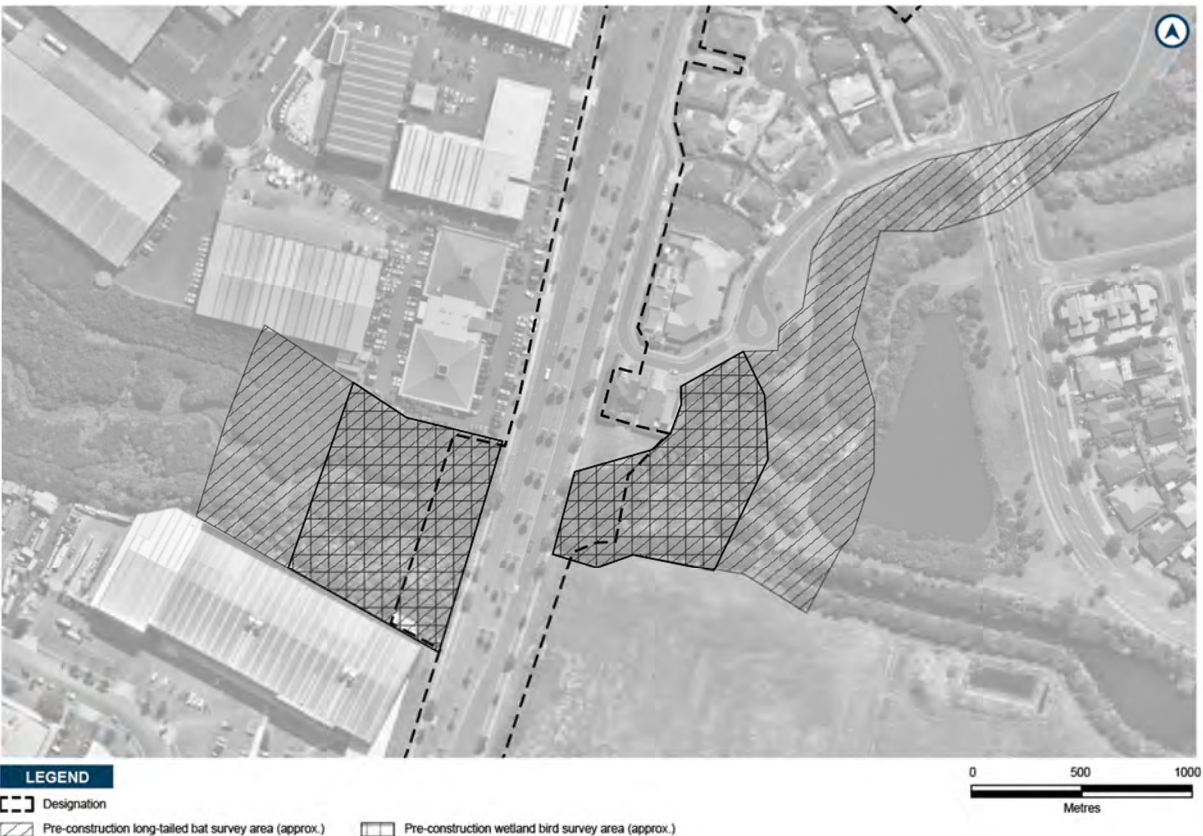 LEGEND
Designation
Pre-construction long-tailed bat survey area (approx.)
Pre-construction wetland bird survey area (approx.)
0 500 1000
Metres